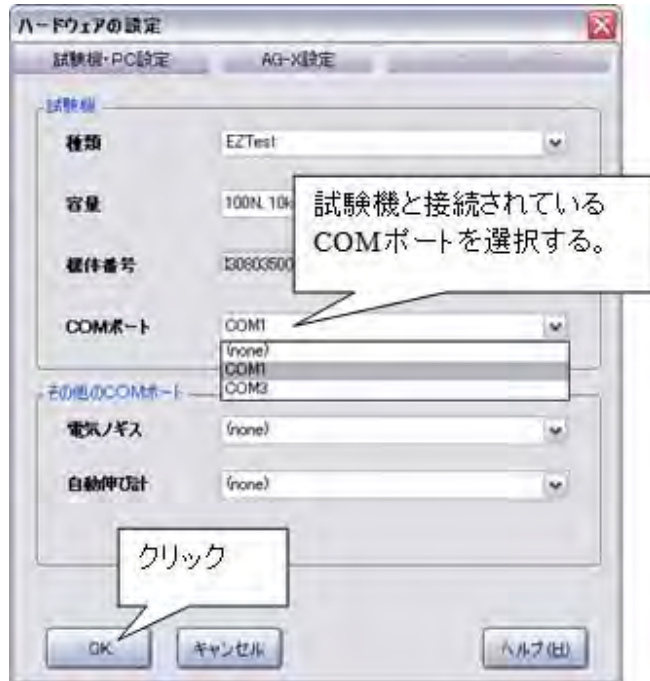 ハードウェアの設定
試験機・PC設定
AG-X設定
試験機
種類
EZTest
容量
100N, 10k
試験機と接続されている
COMポートを選択する。
機体番号
I30803500
COMポート
COM1
(none)
COM1
COM3
その他のCOMポート
電気ノギス
(none)
自動伸び計
(none)
クリック
OK
キャンセル
ヘルプ(H)